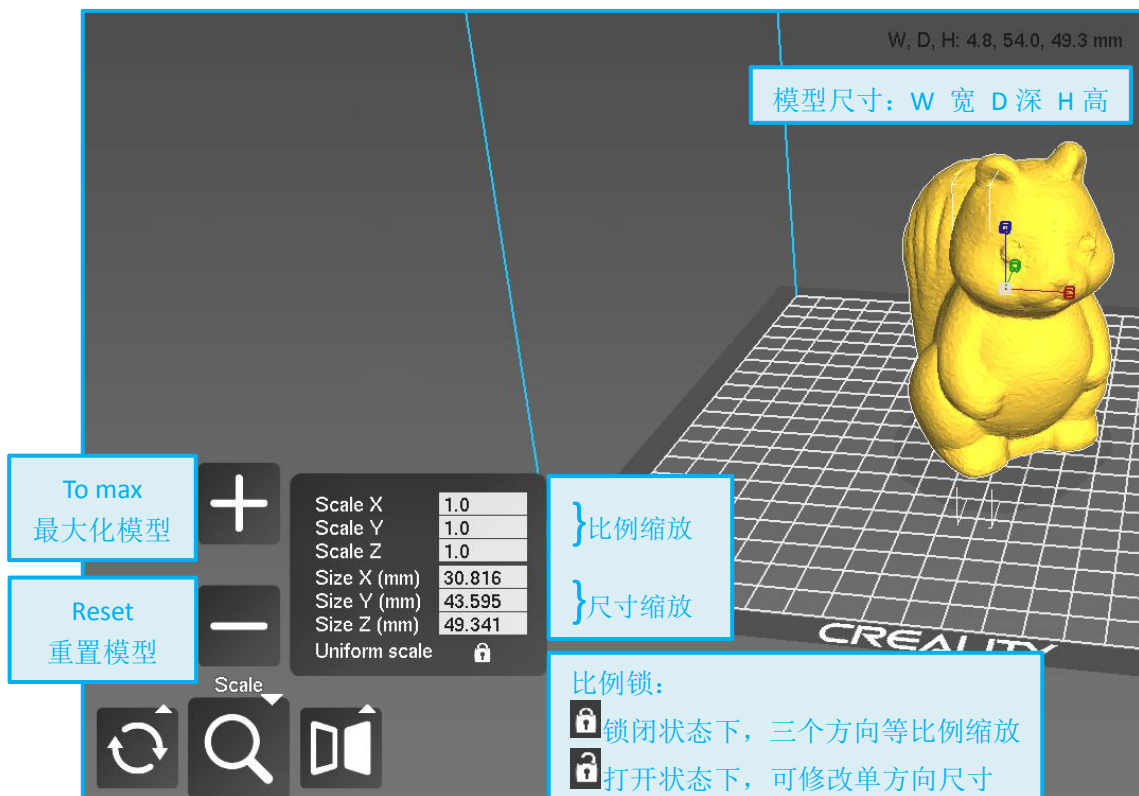 W, D, H: 4.8, 54.0, 49.3 mm
模型尺寸：W 宽 D 深 H 高
To max
最大化模型
Reset
重置模型
Scale X 1.0
Scale Y 1.0
Scale Z 1.0
Size X (mm) 30.816
Size Y (mm) 43.595
Size Z (mm) 49.341
Uniform scale
}比例缩放
}尺寸缩放
CREALITY
Scale
比例锁：
锁闭状态下，三个方向等比例缩放
打开状态下，可修改单方向尺寸